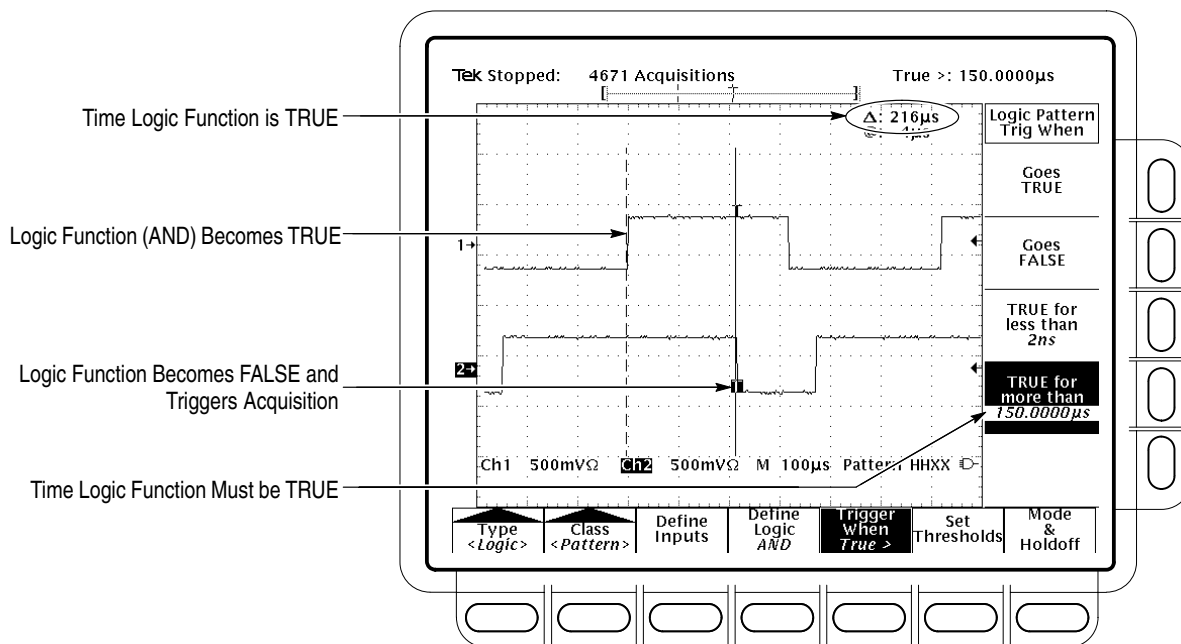 Tek Stopped: 4671 Acquisitions True >: 150.0000µs
Time Logic Function is TRUE
Δ: 216µs
Logic Pattern
Trig When
Goes
TRUE
Logic Function (AND) Becomes TRUE
1→
Goes
FALSE
TRUE for
less than
2ns
Logic Function Becomes FALSE and
Triggers Acquisition
2→
T
TRUE for
more than
150.0000µs
Ch1 500mVΩ Ch2 500mVΩ M 100µs Pattern HHXX
Time Logic Function Must be TRUE
Type
<Logic>
Class
<Pattern>
Define
Inputs
Define
Logic
AND
Trigger
When
True >
Set
Thresholds
Mode
&
Holdoff